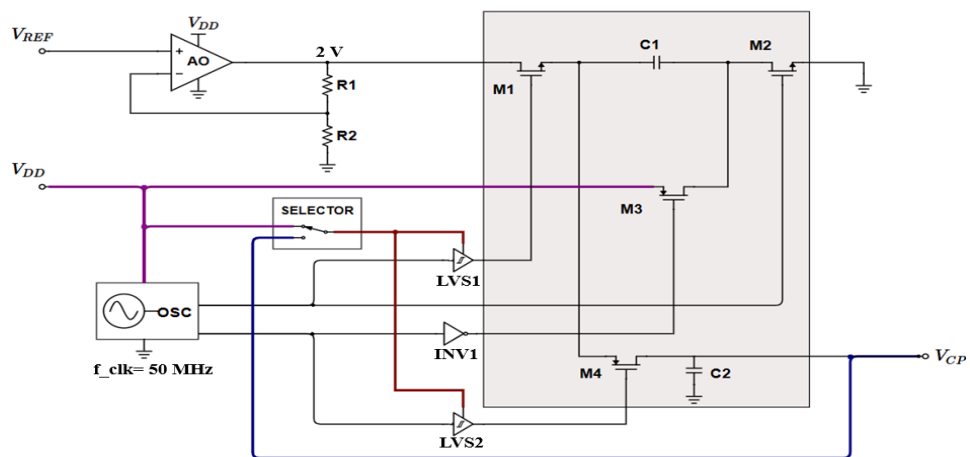 V_DD
V_REF
+
AO
−
2 V
R1
R2
C1
M2
M1
V_DD
M3
SELECTOR
LVS1
OSC
INV1
f_clk= 50 MHz
M4
C2
V_CP
LVS2